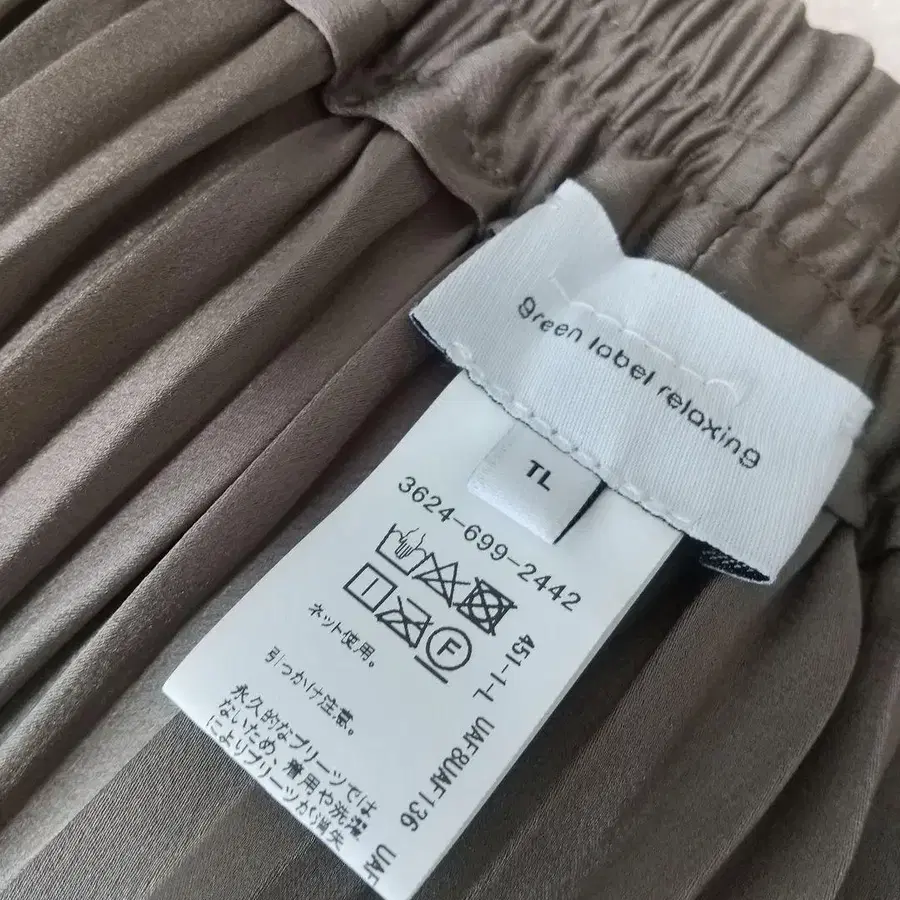 green label relaxing
TL
3624-699-2442
F
ネット使用。
引っかけ注意。
永久的なプリーツでは
ないため、着用や洗濯
によりプリーツが消失
451-1-L UAF8UAF136 UAF